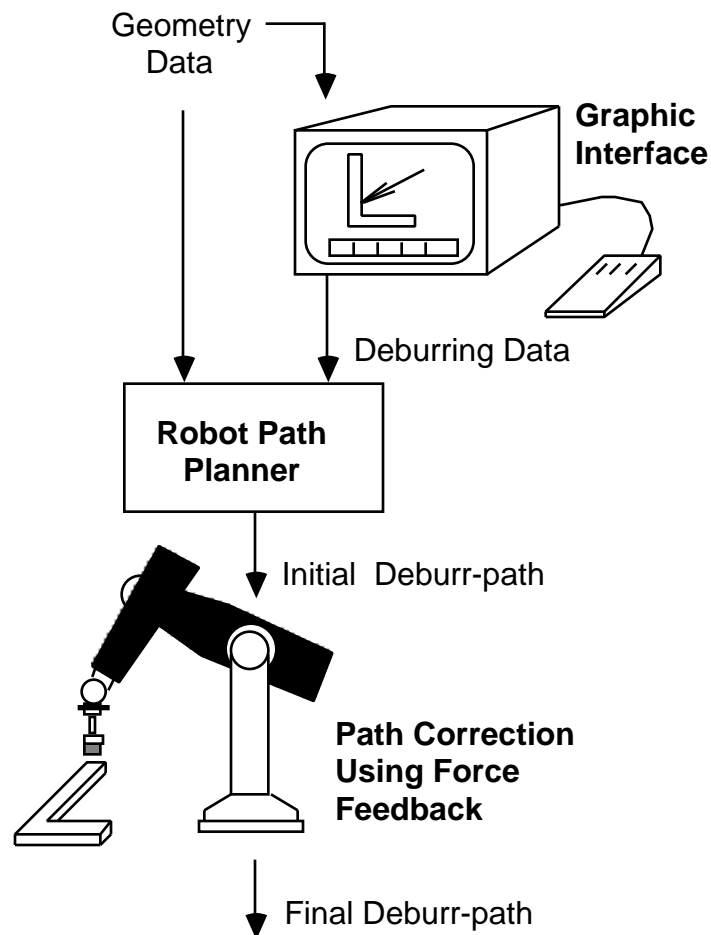 Geometry
Data
Graphic
Interface
Deburring Data
Robot Path
Planner
Initial Deburr-path
Path Correction
Using Force
Feedback
Final Deburr-path